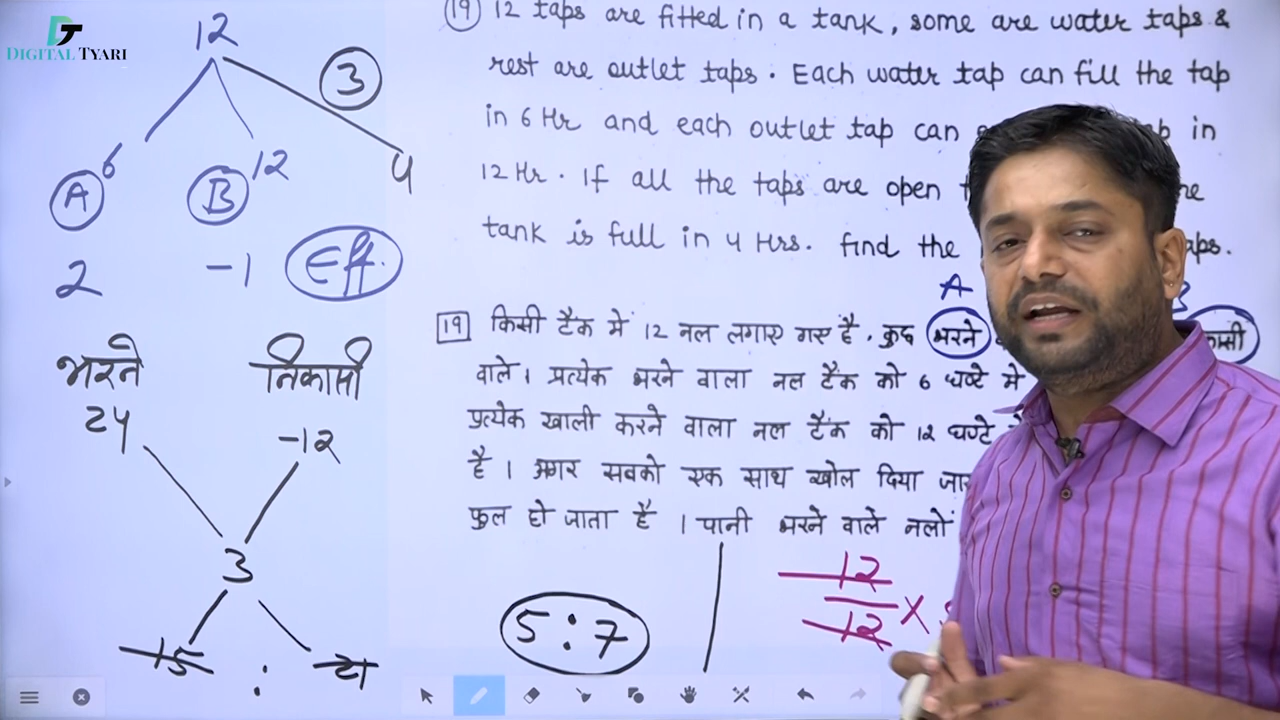 DT
DIGITAL TYARI
12
3
A 6
B 12
4
2
-1
Eff.
भरने
निकासी
24
-12
3
15 : 21
19 12 taps are fitted in a tank, some are water taps &
rest are outlet taps. Each water tap can fill the tap
in 6 Hr and each outlet tap can in
12 Hr. If all the taps are open
tank is full in 4 Hrs. find the
A
19 किसी टैंक में 12 नल लगाए गए है. कुछ भरने
वाले। प्रत्येक भरने वाला नल टैंक को 6 घण्टे में
प्रत्येक खाली करने वाला नल टैंक को 12 घण्टे
है। अगर सबको एक साथ खोल दिया
फुल हो जाता है। पानी भरने वाले नलों
5:7
12
12 ×